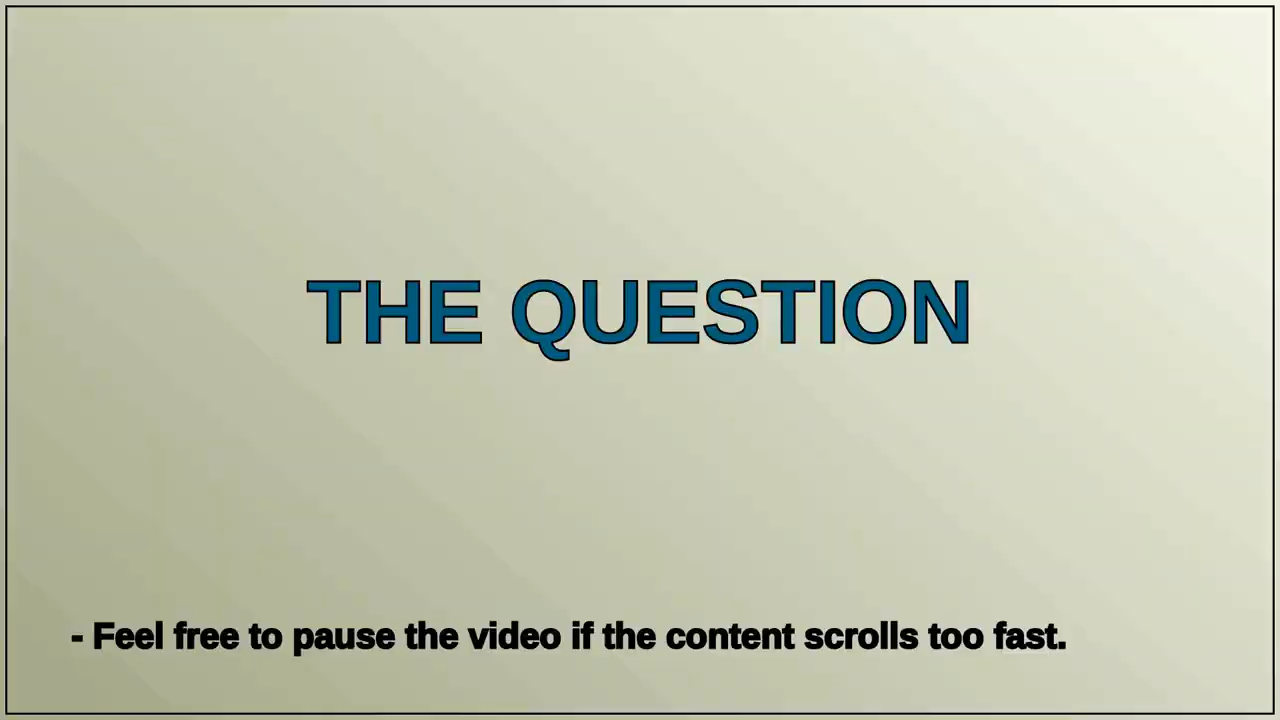 THE QUESTION
- Feel free to pause the video if the content scrolls too fast.